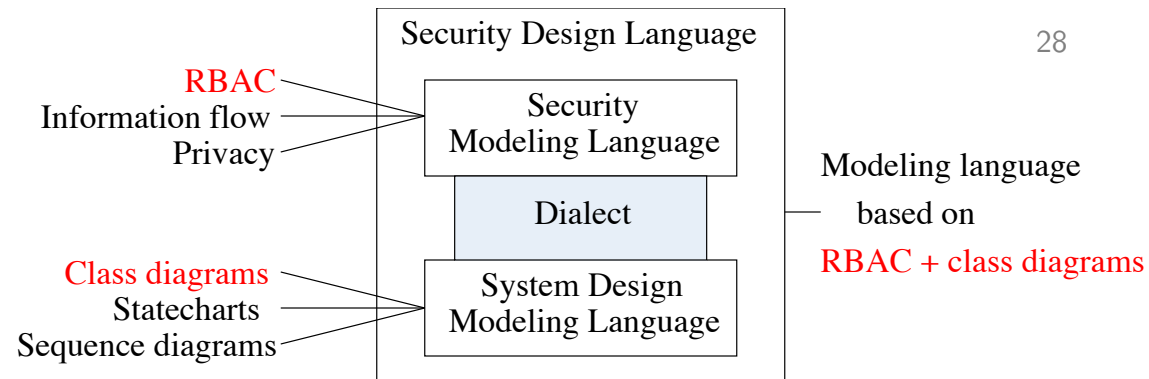 Security Design Language
28
RBAC
Information flow
Privacy
Security
Modeling Language
Dialect
Modeling language
based on
RBAC + class diagrams
Class diagrams
Statecharts
Sequence diagrams
System Design
Modeling Language